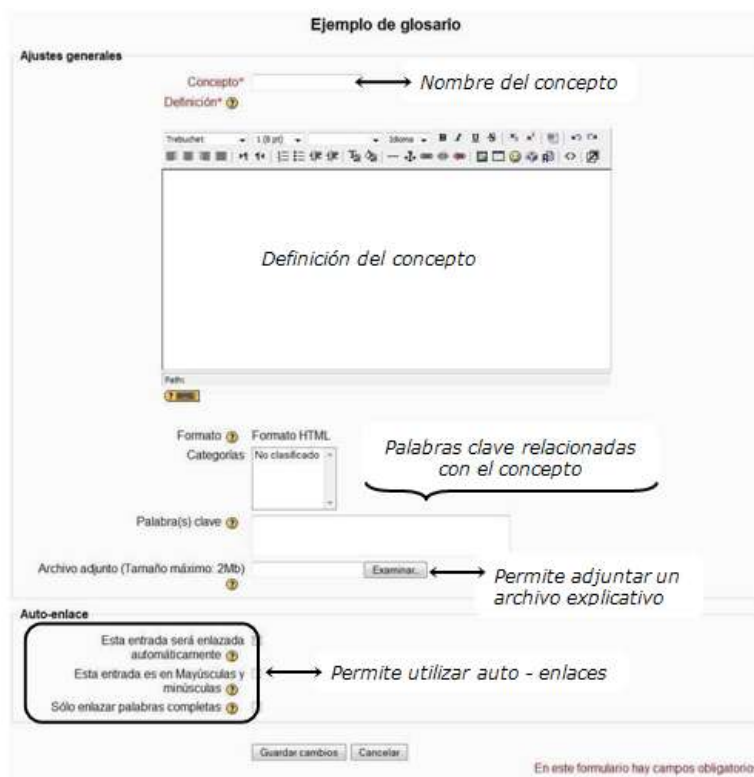 Ejemplo de glosario
Ajustes generales
Concepto*
Nombre del concepto
Definición*
Trebuchet 1 (8 pt) Idioma B I U S
Definición del concepto
Path:
Formato Formato HTML
Categorías No clasificado
Palabras clave relacionadas
con el concepto
Palabra(s) clave
Archivo adjunto (Tamaño máximo: 2Mb) Examinar..
Permite adjuntar un
archivo explicativo
Auto-enlace
Esta entrada será enlazada
automáticamente
Esta entrada es en Mayúsculas y
minúsculas
Permite utilizar auto - enlaces
Sólo enlazar palabras completas
Guardar cambios Cancelar
En este formulario hay campos obligatorio